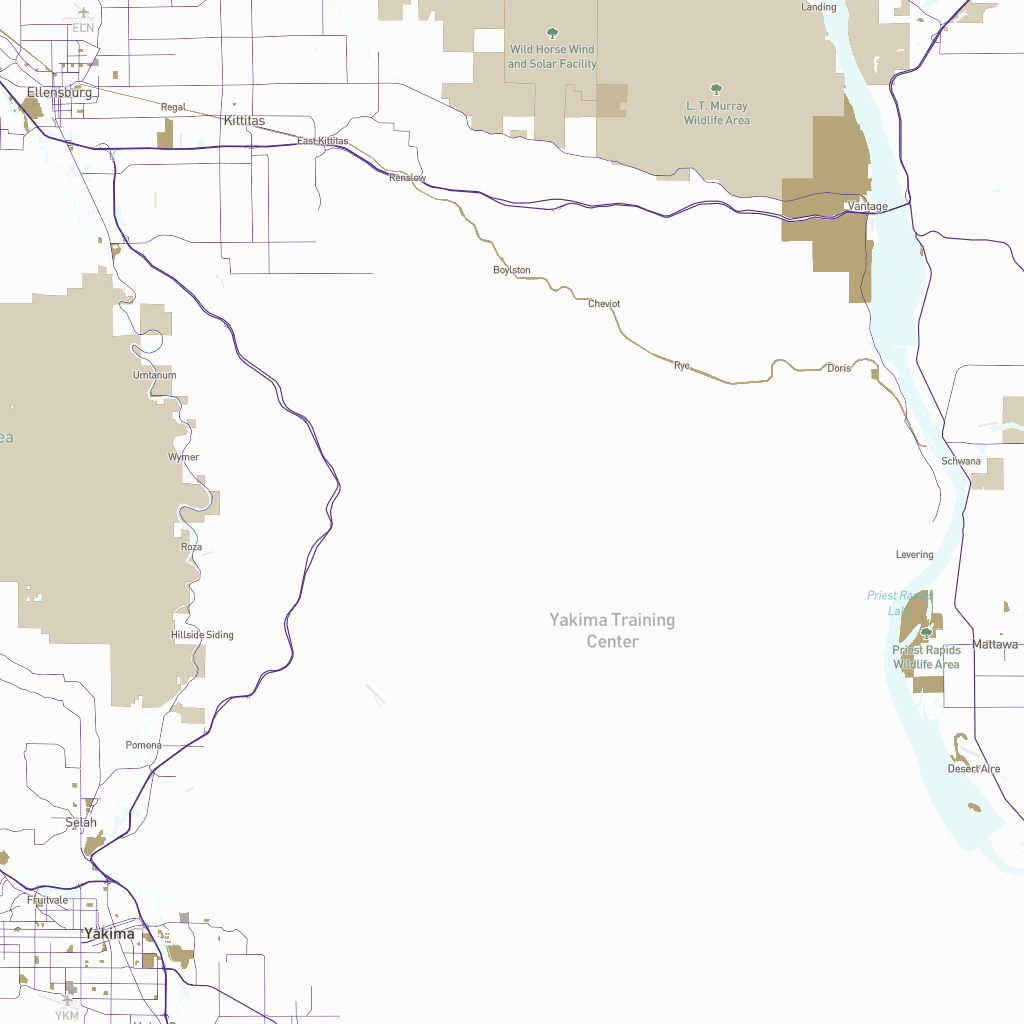 Landing
ELN
Wild Horse Wind
and Solar Facility
Ellensburg
Regal
Kittitas
L. T. Murray
Wildlife Area
East Kittitas
Renslow
Vantage
Boylston
Cheviot
Rye
Doris
Umtanum
ea
Wymer
Schwana
Roza
Levering
Priest Rapids
Lake
Yakima Training
Center
Hillside Siding
Mattawa
Priest Rapids
Wildlife Area
Pomona
Desert Aire
Selah
Fruitvale
Yakima
YKM